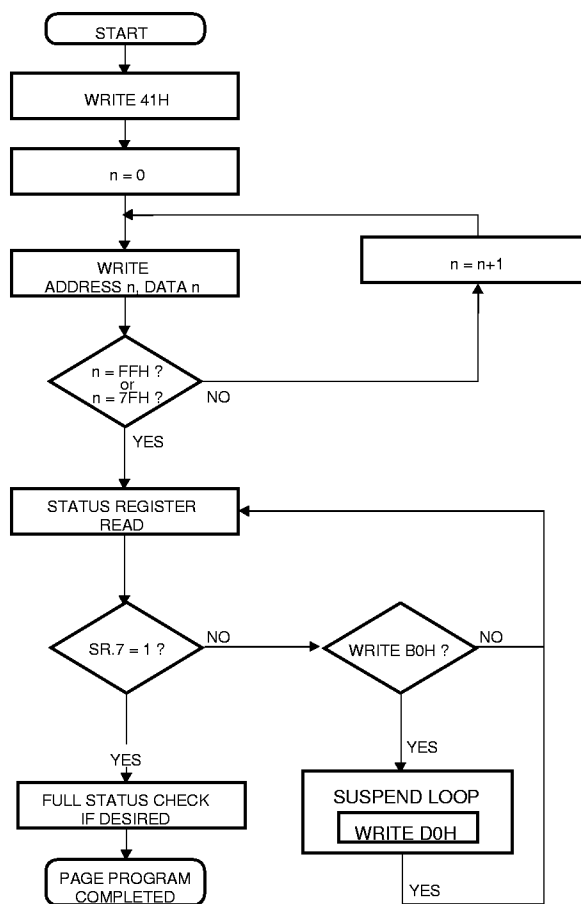 START
WRITE 41H
n = 0
WRITE
ADDRESS n, DATA n
n = n+1
n = FFH ?
or
n = 7FH ?
NO
YES
STATUS REGISTER
READ
SR.7 = 1 ?
NO
WRITE B0H ?
NO
YES
YES
FULL STATUS CHECK
IF DESIRED
SUSPEND LOOP
WRITE D0H
YES
PAGE PROGRAM
COMPLETED